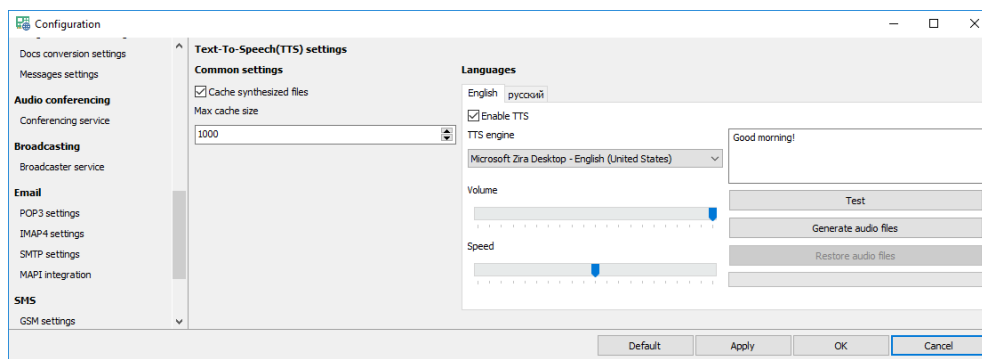 Configuration
Docs conversion settings
Messages settings
Audio conferencing
Conferencing service
Broadcasting
Broadcaster service
Email
POP3 settings
IMAP4 settings
SMTP settings
MAPI integration
SMS
GSM settings
Text-To-Speech(TTS) settings
Common settings
Cache synthesized files
Max cache size
1000
Languages
English русский
Enable TTS
TTS engine
Microsoft Zira Desktop - English (United States)
Volume
Speed
Good morning!
Test
Generate audio files
Restore audio files
Default Apply OK Cancel